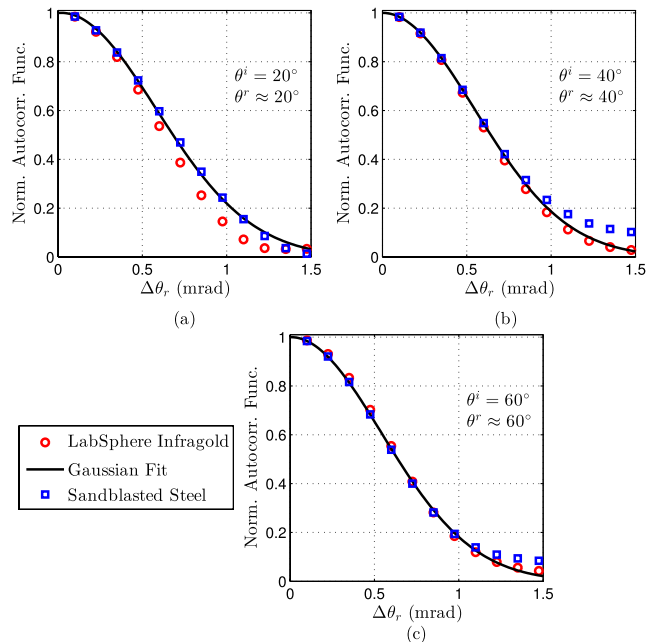 1
0.8
0.6
0.4
0.2
0
Norm. Autocorr. Func.
θ^i = 20°
θ^r ≈ 20°
0 0.5 1 1.5
Δθ_r (mrad)
(a)
1
0.8
0.6
0.4
0.2
0
Norm. Autocorr. Func.
θ^i = 40°
θ^r ≈ 40°
0 0.5 1 1.5
Δθ_r (mrad)
(b)
LabSphere Infragold
Gaussian Fit
Sandblasted Steel
1
0.8
0.6
0.4
0.2
0
Norm. Autocorr. Func.
θ^i = 60°
θ^r ≈ 60°
0 0.5 1 1.5
Δθ_r (mrad)
(c)